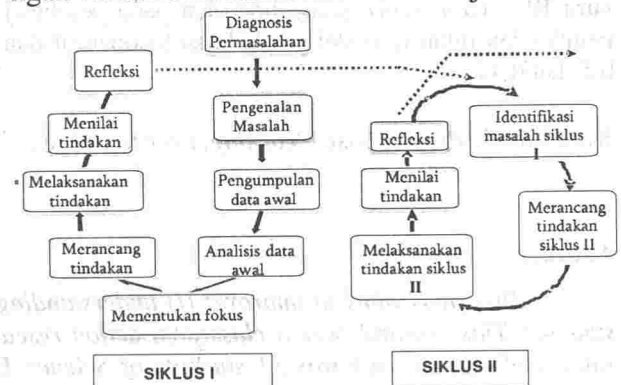 Diagnosis
Permasalahan
Refleksi
Pengenalan
Masalah
Menilai
tindakan
Melaksanakan
tindakan
Pengumpulan
data awal
Merancang
tindakan
Analisis data
awal
Menentukan fokus
SIKLUS I
Identifikasi
masalah siklus
I
Refleksi
Menilai
tindakan
Merancang
tindakan
siklus II
Melaksanakan
tindakan siklus
II
SIKLUS II